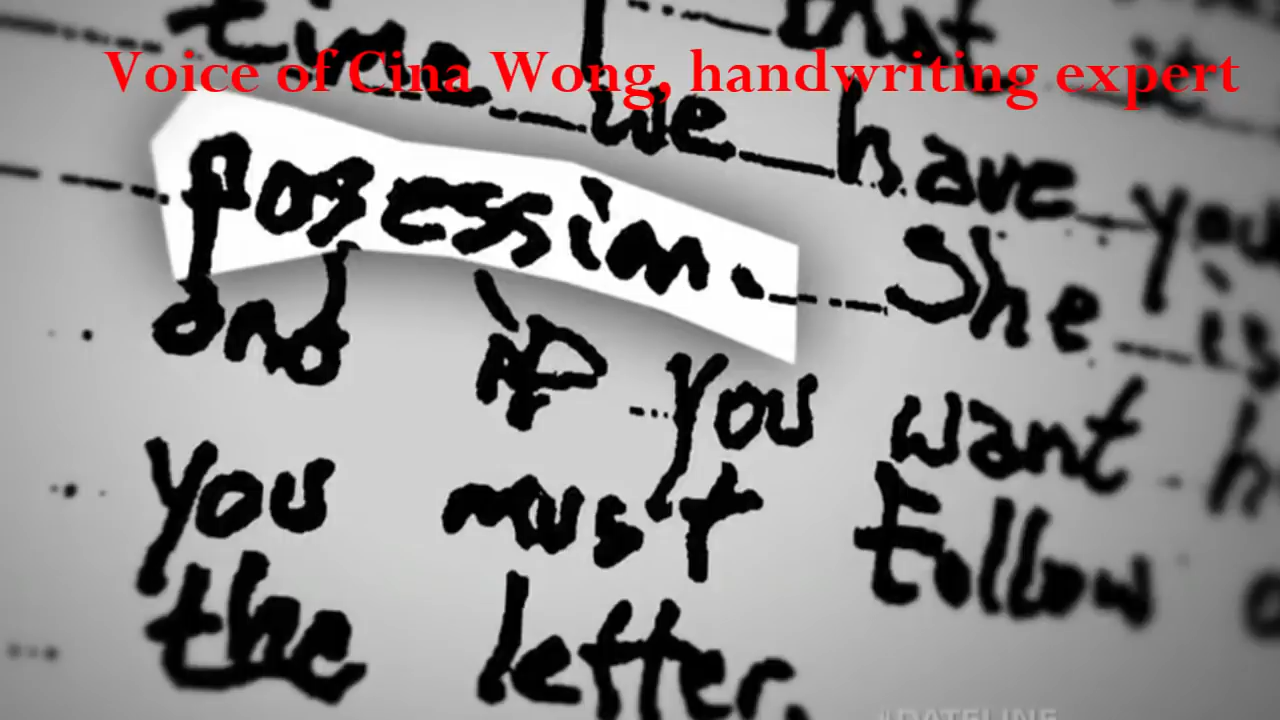 Voice of Cina Wong, handwriting expert
time we have you
posession. She is
and if you want h
you must follow
the letter.
#DATELINE